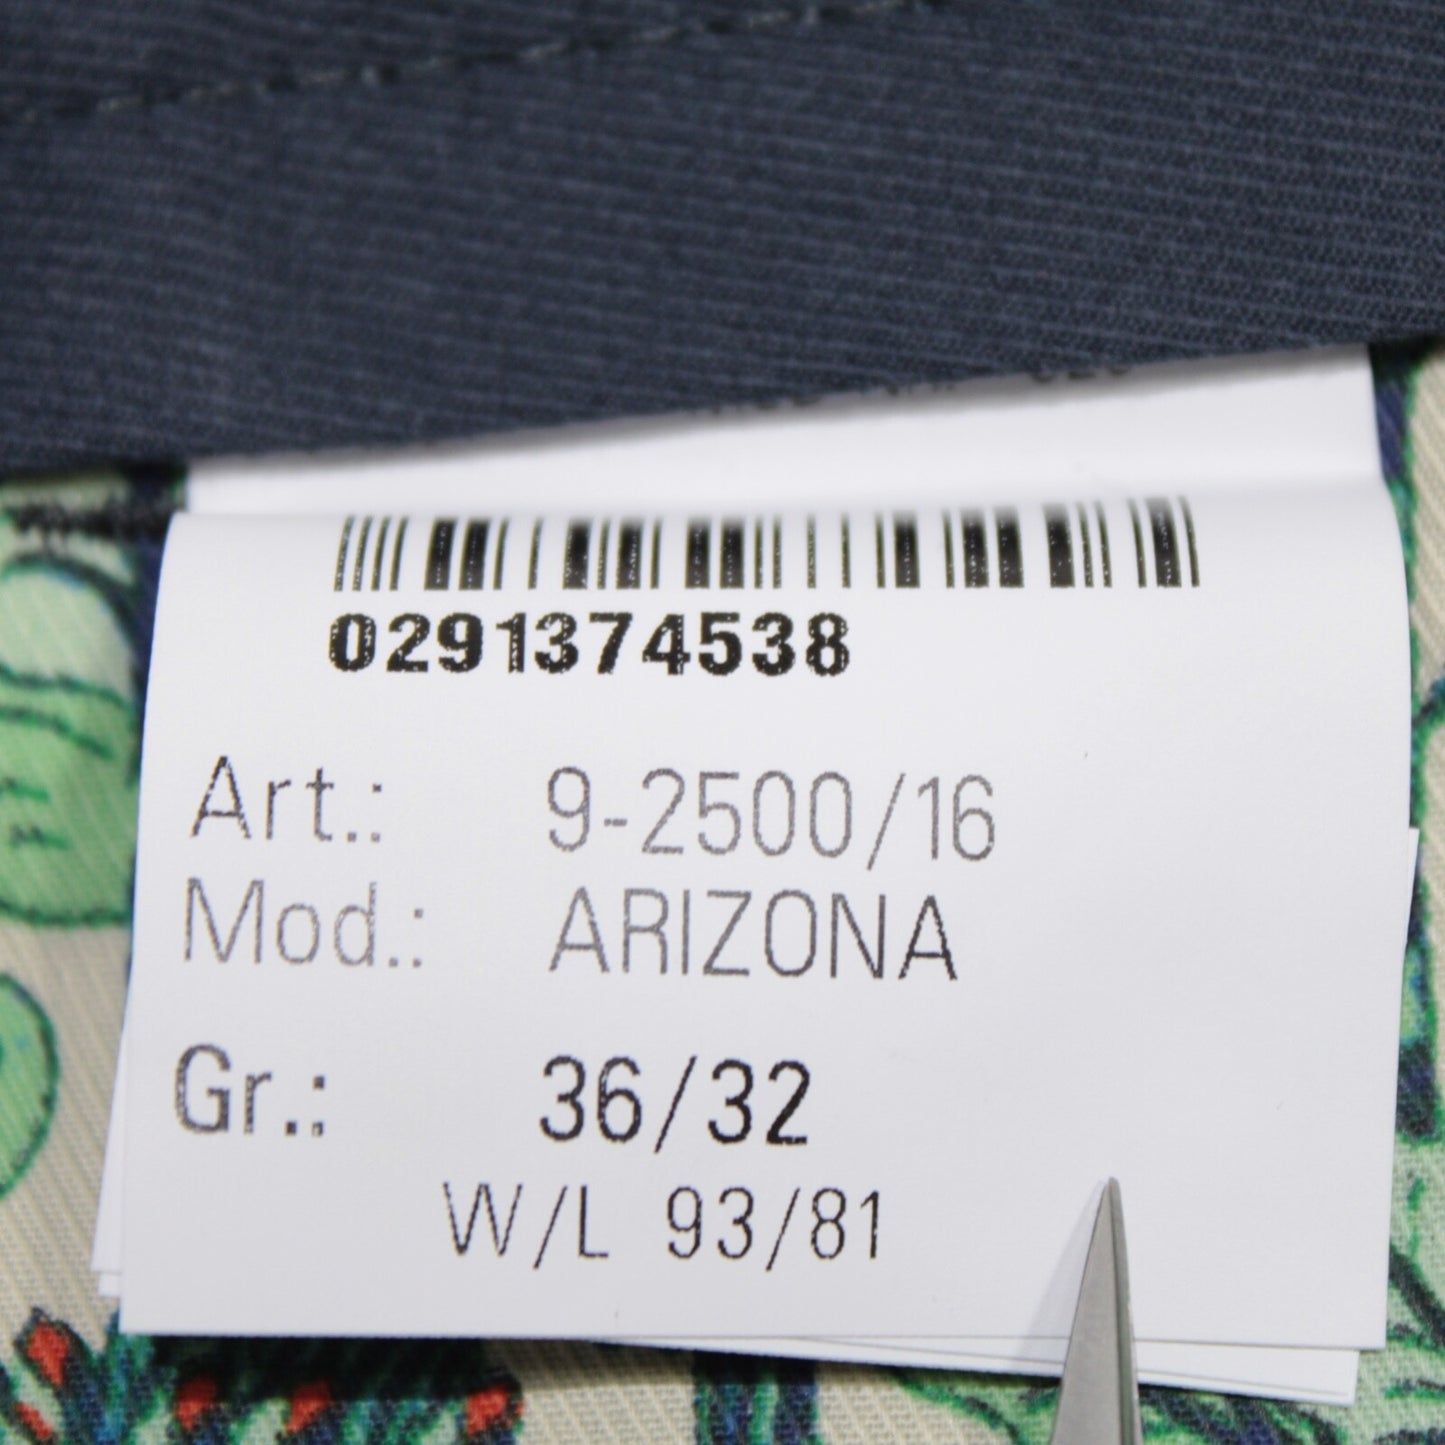 0291374538
Art.: 9-2500/16
Mod.: ARIZONA
Gr.: 36/32
W/L 93/81